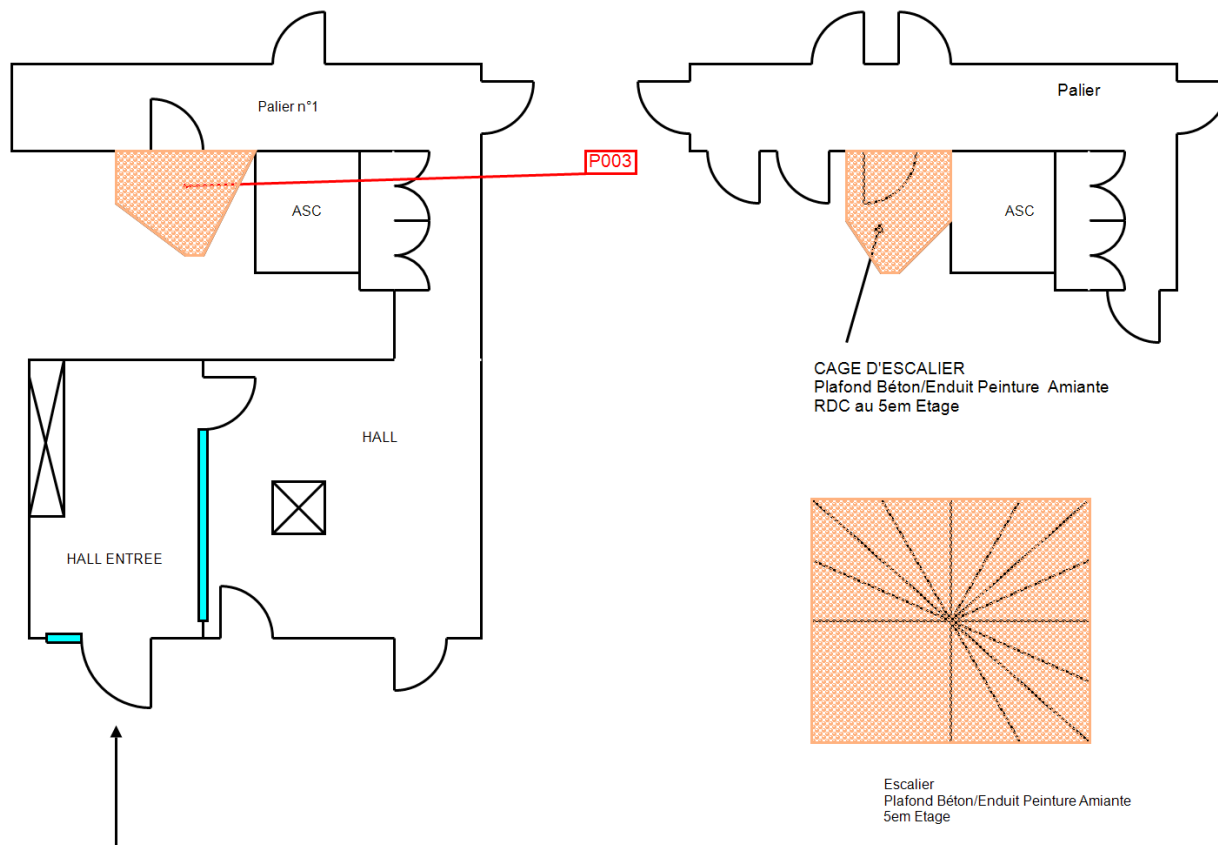 Palier n°1
P003
ASC
HALL
HALL ENTREE
Palier
ASC
CAGE D'ESCALIER
Plafond Béton/Enduit Peinture Amiante
RDC au 5em Etage
Escalier
Plafond Béton/Enduit Peinture Amiante
5em Etage